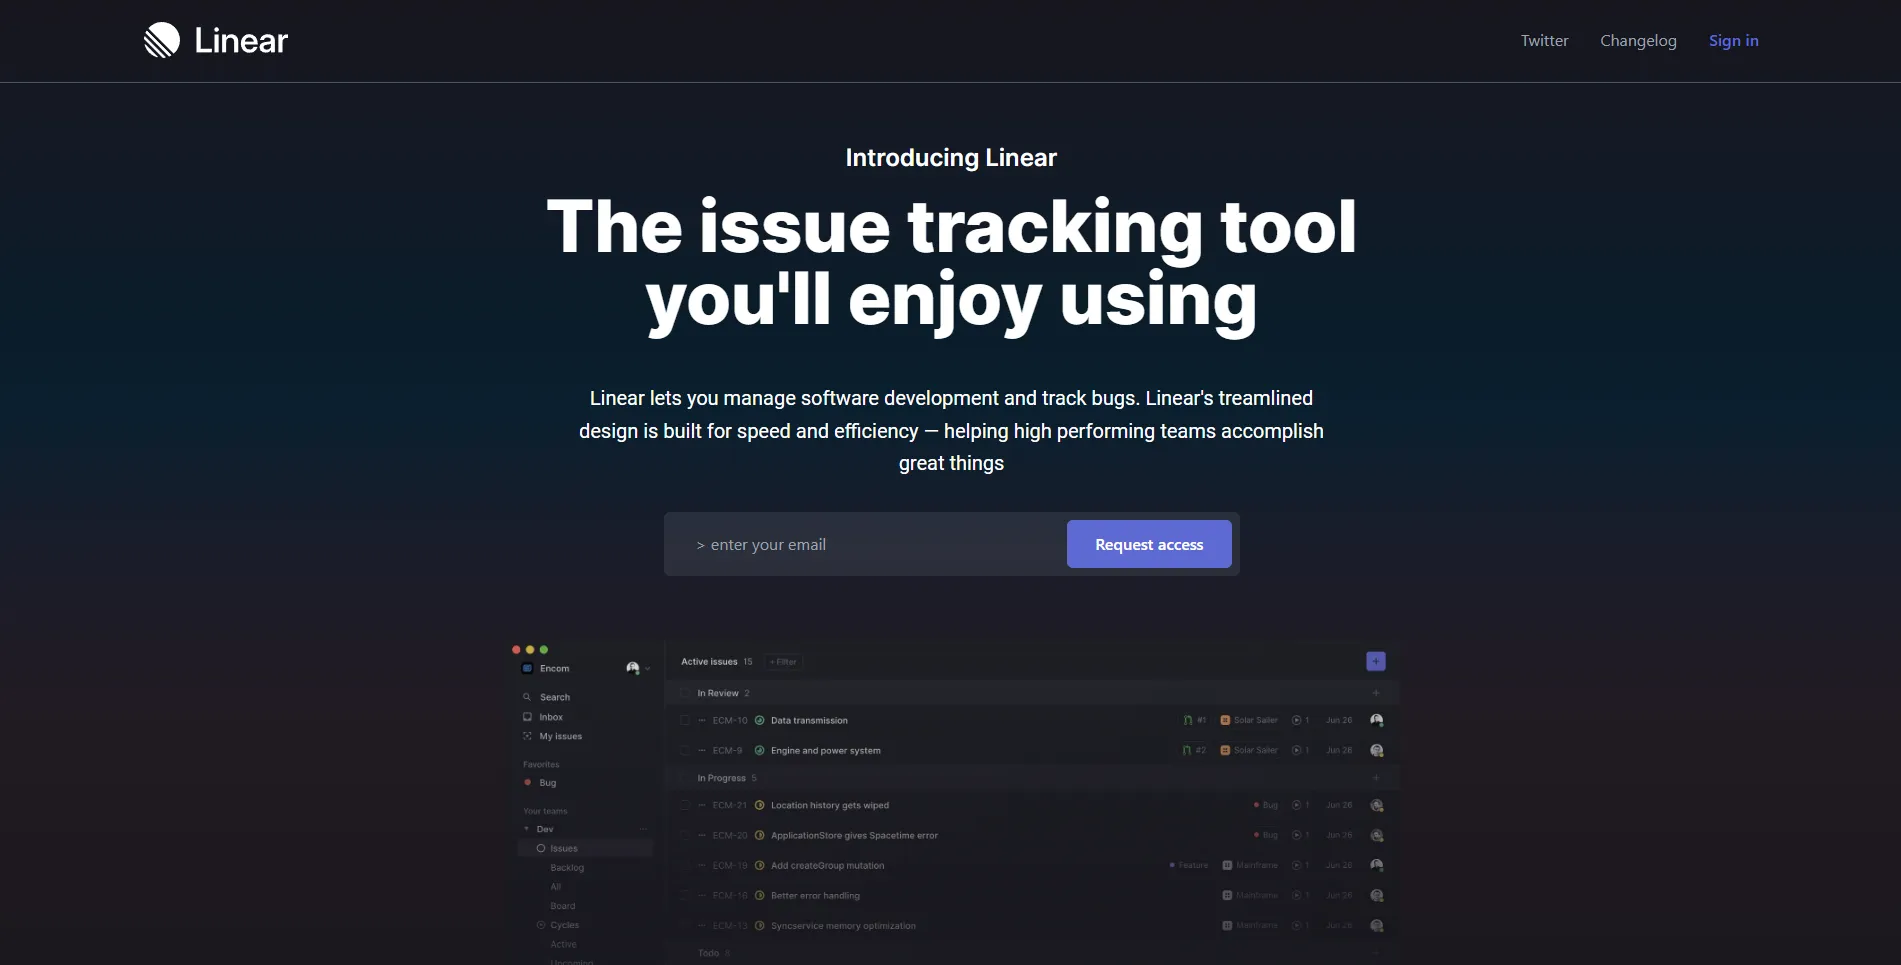 Linear
Twitter Changelog Sign in
Introducing Linear
The issue tracking tool
you'll enjoy using
Linear lets you manage software development and track bugs. Linear's treamlined
design is built for speed and efficiency — helping high performing teams accomplish
great things
> enter your email
Request access
Encom
Search
Inbox
My issues
Favorites
Bug
Your teams
Dev
Issues
Backlog
All
Board
Cycles
Active
Upcoming
Active issues 15 + Filter
In Review 2
ECM-10 Data transmission #1 Solar Sailer 1 Jun 26
ECM-9 Engine and power system #2 Solar Sailer 1 Jun 26
In Progress 5
ECM-21 Location history gets wiped Bug 1 Jun 26
ECM-20 ApplicationStore gives Spacetime error Bug 1 Jun 26
ECM-19 Add createGroup mutation Feature Mainframe 1 Jun 26
ECM-16 Better error handling Mainframe 1 Jun 26
ECM-13 Syncservice memory optimization Mainframe 1 Jun 26
Todo 8